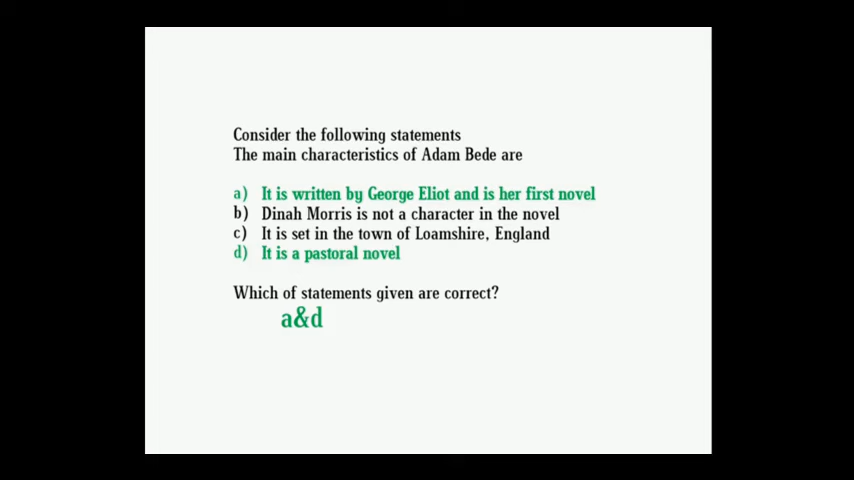 Consider the following statements
The main characteristics of Adam Bede are
a) It is written by George Eliot and is her first novel
b) Dinah Morris is not a character in the novel
c) It is set in the town of Loamshire, England
d) It is a pastoral novel
Which of statements given are correct?
a&d